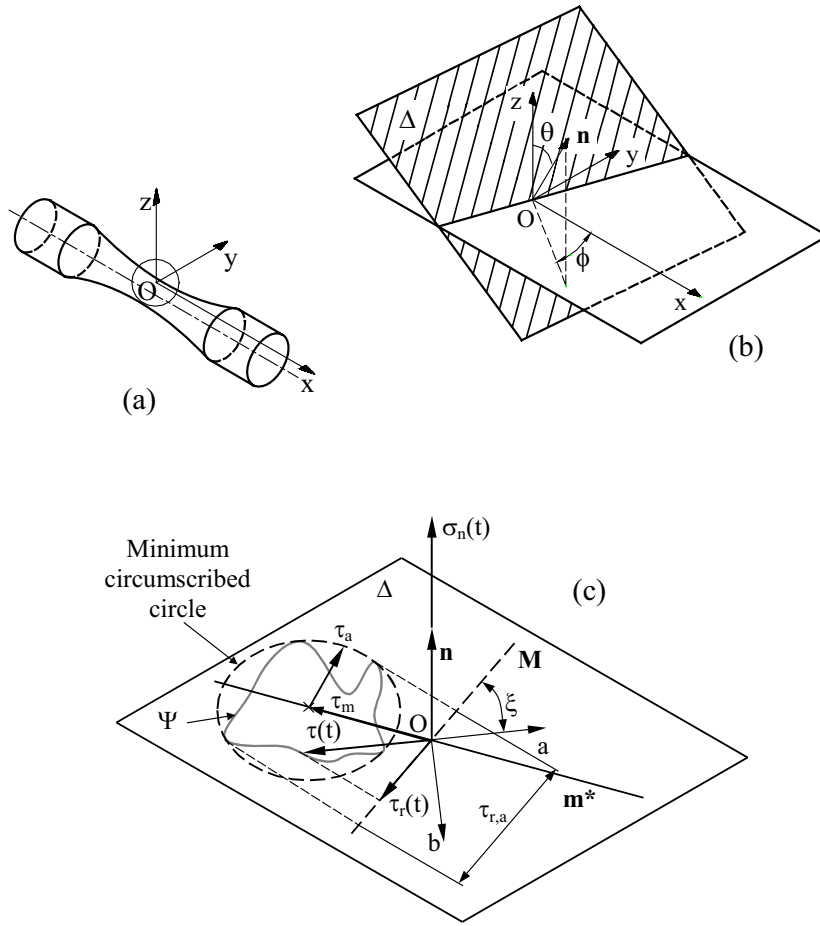 z
y
O
x
(a)
Δ
z
θ
n
y
O
ϕ
x
(b)
σn(t)
Minimum
circumscribed
circle
Δ
(c)
τa
n
M
Ψ
τm
O
ξ
τ(t)
a
τr(t)
m*
b
τr,a